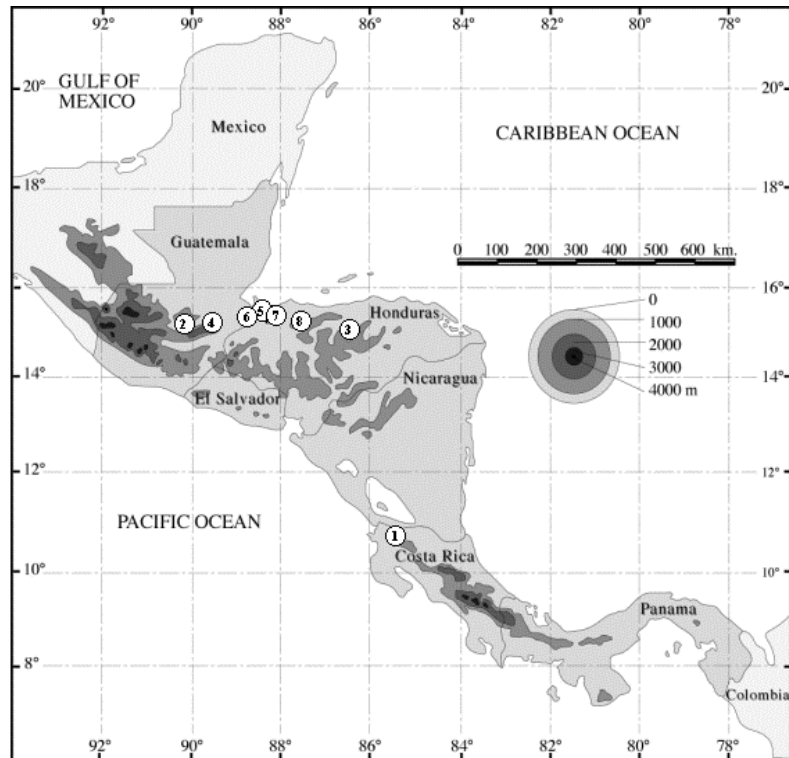 92° 90° 88° 86° 84° 82° 80° 78°
20° 20°
GULF OF
MEXICO
Mexico
CARIBBEAN OCEAN
18° 18°
Guatemala
0 100 200 300 400 500 600 km.
16° 16°
0
1000
2000
3000
4000 m
2 4 6 5 7 8 3
Honduras
14° 14°
Nicaragua
El Salvador
12° 12°
PACIFIC OCEAN
1
Costa Rica
10° 10°
Panama
8° 8°
Colombia
92° 90° 88° 86° 84° 82° 80° 78°